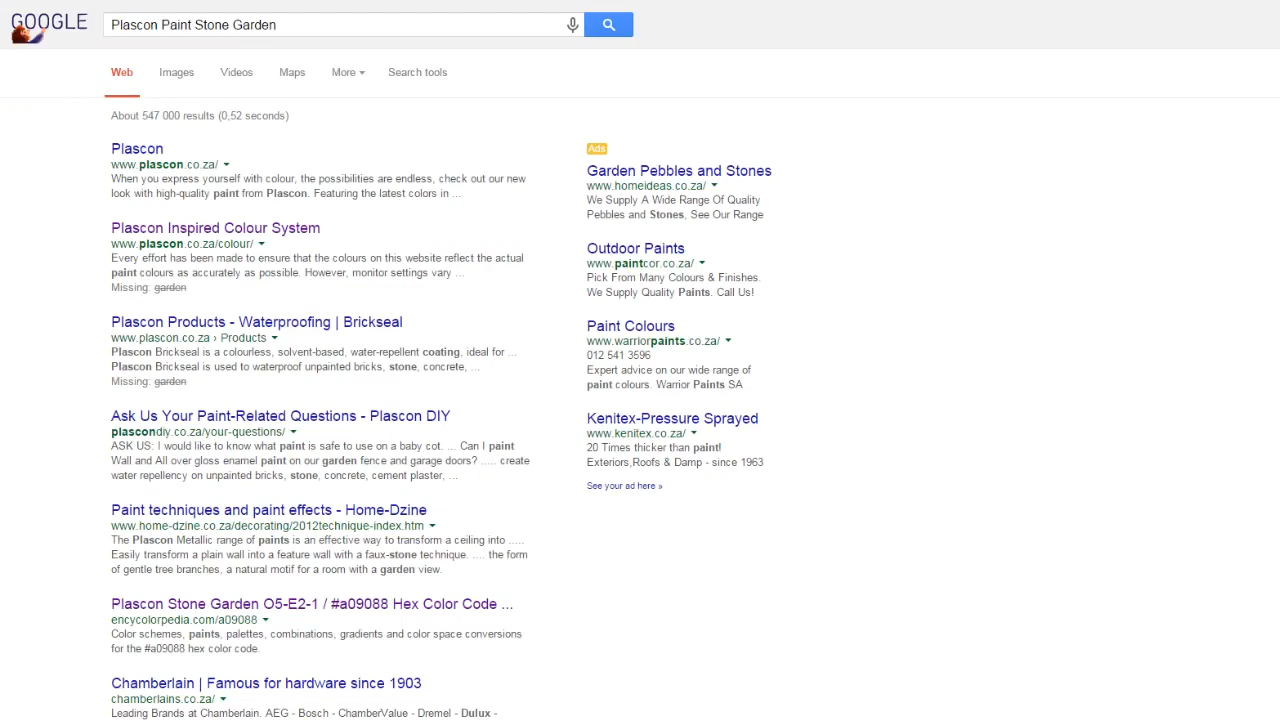 GOOGLE
Plascon Paint Stone Garden
Web Images Videos Maps More Search tools
About 547 000 results (0,52 seconds)
Plascon
www.plascon.co.za/
When you express yourself with colour, the possibilities are endless, check out our new
look with high-quality paint from Plascon. Featuring the latest colors in ...
Plascon Inspired Colour System
www.plascon.co.za/colour/
Every effort has been made to ensure that the colours on this website reflect the actual
paint colours as accurately as possible. However, monitor settings vary ...
Missing: garden
Plascon Products - Waterproofing | Brickseal
www.plascon.co.za › Products
Plascon Brickseal is a colourless, solvent-based, water-repellent coating, ideal for ...
Plascon Brickseal is used to waterproof unpainted bricks, stone, concrete, ...
Missing: garden
Ask Us Your Paint-Related Questions - Plascon DIY
plascondiy.co.za/your-questions/
ASK US: I would like to know what paint is safe to use on a baby cot. ... Can I paint
Wall and All over gloss enamel paint on our garden fence and garage doors? ..... create
water repellency on unpainted bricks, stone, concrete, cement plaster, ...
Paint techniques and paint effects - Home-Dzine
www.home-dzine.co.za/decorating/2012technique-index.htm
The Plascon Metallic range of paints is an effective way to transform a ceiling into .....
Easily transform a plain wall into a feature wall with a faux-stone technique. .... the form
of gentle tree branches, a natural motif for a room with a garden view.
Plascon Stone Garden O5-E2-1 / #a09088 Hex Color Code ...
encycolorpedia.com/a09088
Color schemes, paints, palettes, combinations, gradients and color space conversions
for the #a09088 hex color code.
Chamberlain | Famous for hardware since 1903
chamberlains.co.za/
Leading Brands at Chamberlain. AEG - Bosch - ChamberValue - Dremel - Dulux -
Ads
Garden Pebbles and Stones
www.homeideas.co.za/
We Supply A Wide Range Of Quality
Pebbles and Stones, See Our Range
Outdoor Paints
www.paintcor.co.za/
Pick From Many Colours & Finishes.
We Supply Quality Paints. Call Us!
Paint Colours
www.warriorpaints.co.za/
012 541 3596
Expert advice on our wide range of
paint colours. Warrior Paints SA
Kenitex-Pressure Sprayed
www.kenitex.co.za/
20 Times thicker than paint!
Exteriors,Roofs & Damp - since 1963
See your ad here »